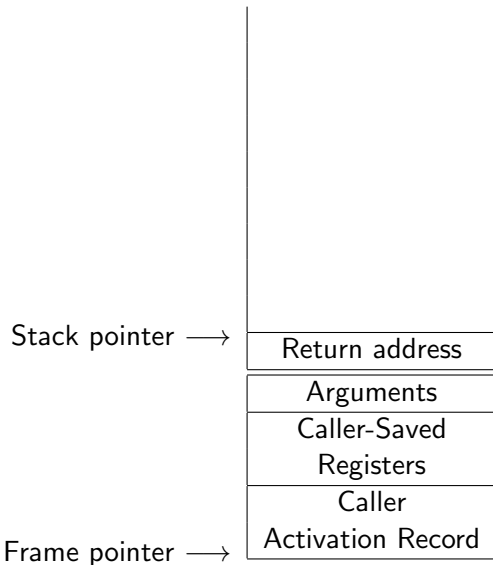 Stack pointer →
Return address
Arguments
Caller-Saved
Registers
Caller
Activation Record
Frame pointer →